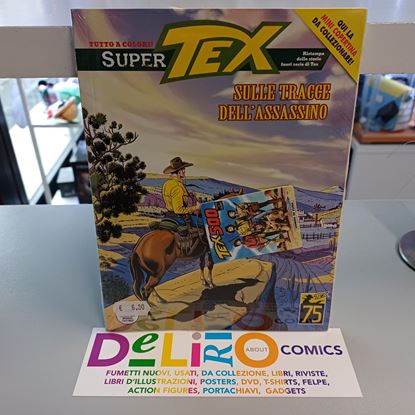 TUTTO A COLORI!
SUPER TEX
Ristampa
delle storie
fuori serie di Tex
QUI LA
MINI COPERTINA
DA COLLEZIONARE!
SULLE TRACCE
DELL'ASSASSINO
TEX
75
€ 6.30
DeLiRIO ABOUT COMICS
FUMETTI NUOVI, USATI, DA COLLEZIONE, LIBRI, RIVISTE,
LIBRI D'ILLUSTRAZIONI, POSTERS, DVD, T-SHIRTS, FELPE,
ACTION FIGURES, PORTACHIAVI, GADGETS